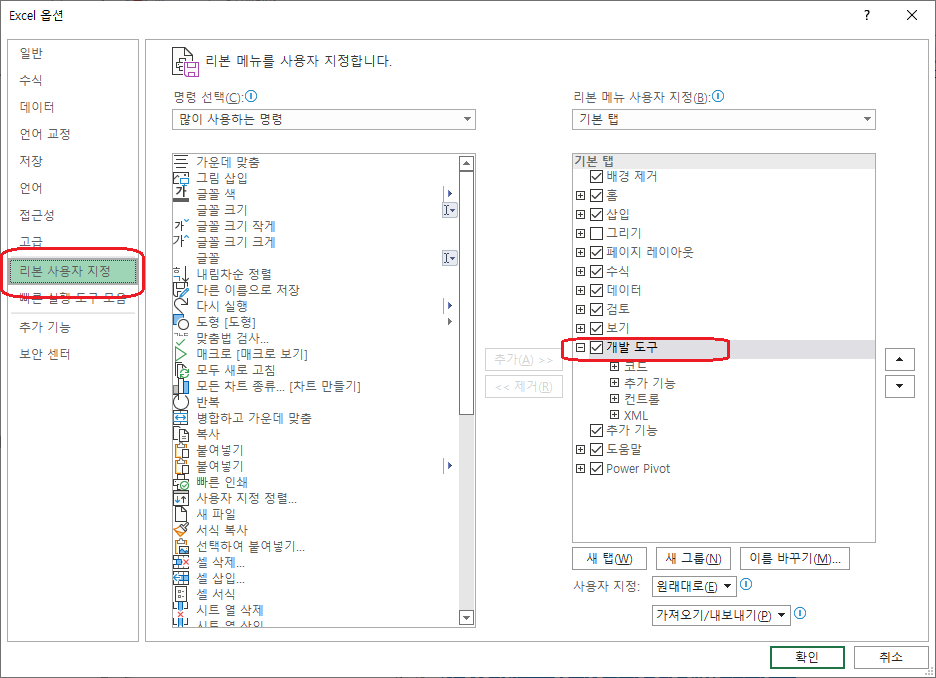 Excel 옵션
?
일반
수식
데이터
언어 교정
저장
언어
접근성
고급
리본 사용자 지정
빠른 실행 도구 모음
추가 기능
보안 센터
리본 메뉴를 사용자 지정합니다.
명령 선택(C):
많이 사용하는 명령
가운데 맞춤
그림 삽입
글꼴 색
글꼴 크기
글꼴 크기 작게
글꼴 크기 크게
글꼴
내림차순 정렬
다른 이름으로 저장
다시 실행
도형 [도형]
맞춤법 검사...
매크로 [매크로 보기]
모두 새로 고침
모든 차트 종류... [차트 만들기]
반복
병합하고 가운데 맞춤
복사
붙여넣기
붙여넣기
빠른 인쇄
사용자 지정 정렬...
새 파일
서식 복사
선택하여 붙여넣기...
셀 삭제...
셀 삽입...
셀 서식
시트 열 삭제
시트 열 삽입
추가(A) >>
<< 제거(R)
리본 메뉴 사용자 지정(B):
기본 탭
기본 탭
배경 제거
홈
삽입
그리기
페이지 레이아웃
수식
데이터
검토
보기
개발 도구
코드
추가 기능
컨트롤
XML
추가 기능
도움말
Power Pivot
새 탭(W)
새 그룹(N)
이름 바꾸기(M)...
사용자 지정:
원래대로(E)
가져오기/내보내기(P)
확인
취소